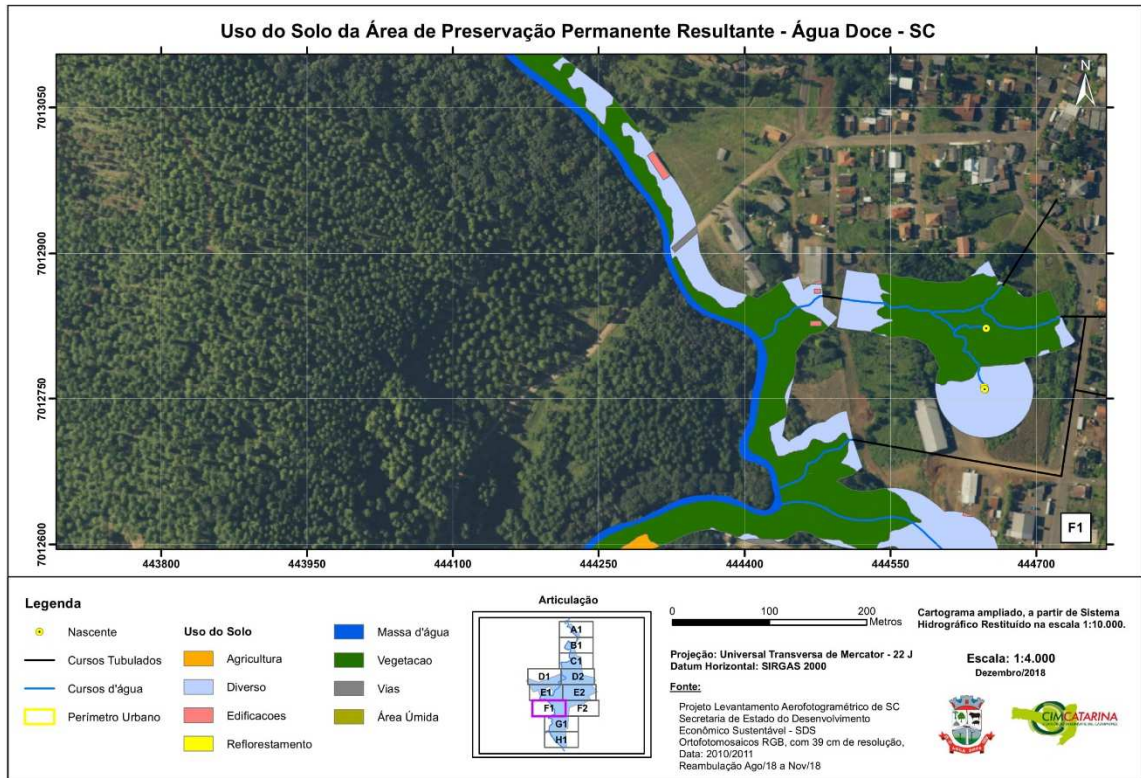 Uso do Solo da Área de Preservação Permanente Resultante - Água Doce - SC
N
7013050
7012900
7012750
7012600
F1
443800
443950
444100
444250
444400
444550
444700
Legenda
Nascente
Cursos Tubulados
Cursos d'água
Perímetro Urbano
Uso do Solo
Agricultura
Diverso
Edificacoes
Reflorestamento
Massa d'água
Vegetacao
Vias
Área Úmida
Articulação
A1
B1
C1
D1
D2
E1
E2
F1
F2
G1
H1
0 100 200
Metros
Projeção: Universal Transversa de Mercator - 22 J
Datum Horizontal: SIRGAS 2000
Fonte:
Projeto Levantamento Aerofotogramétrico de SC
Secretaria de Estado do Desenvolvimento
Econômico Sustentável - SDS
Ortofotomosaicos RGB, com 39 cm de resolução,
Data: 2010/2011
Reambulação Ago/18 a Nov/18
Cartograma ampliado, a partir de Sistema
Hidrográfico Restituído na escala 1:10.000.
Escala: 1:4.000
Dezembro/2018
CIMCATARINA